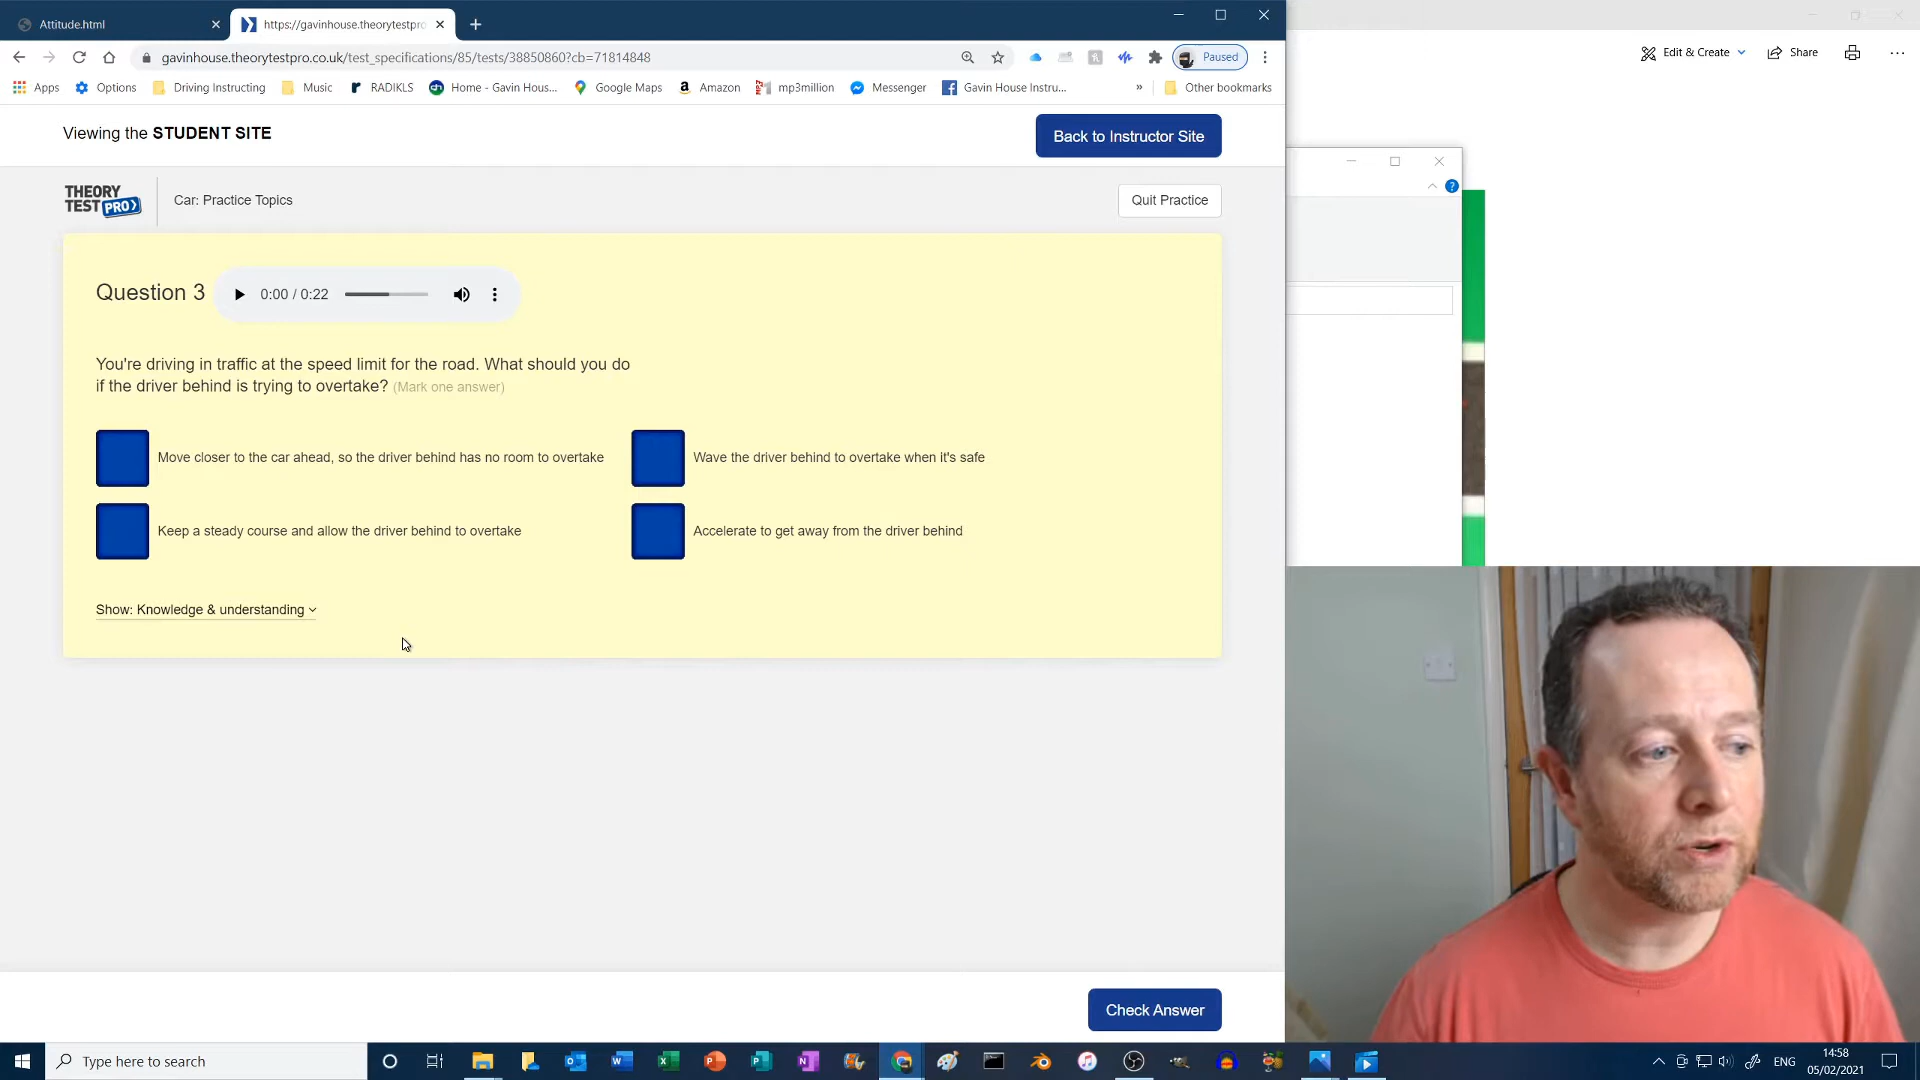 Attitude.html
https://gavinhouse.theorytestpro
gavinhouse.theorytestpro.co.uk/test_specifications/85/tests/38850860?cb=71814848
Paused
Edit & Create
Share
Apps
Options
Driving Instructing
Music
RADIKLS
Home - Gavin Hous...
Google Maps
Amazon
mp3million
Messenger
Gavin House Instru...
»
Other bookmarks
Viewing the STUDENT SITE
Back to Instructor Site
THEORY
TEST PRO
Car: Practice Topics
Quit Practice
Question 3
0:00 / 0:22
You're driving in traffic at the speed limit for the road. What should you do
if the driver behind is trying to overtake? (Mark one answer)
Move closer to the car ahead, so the driver behind has no room to overtake
Wave the driver behind to overtake when it's safe
Keep a steady course and allow the driver behind to overtake
Accelerate to get away from the driver behind
Show: Knowledge & understanding
Check Answer
Type here to search
ENG
14:58
05/02/2021